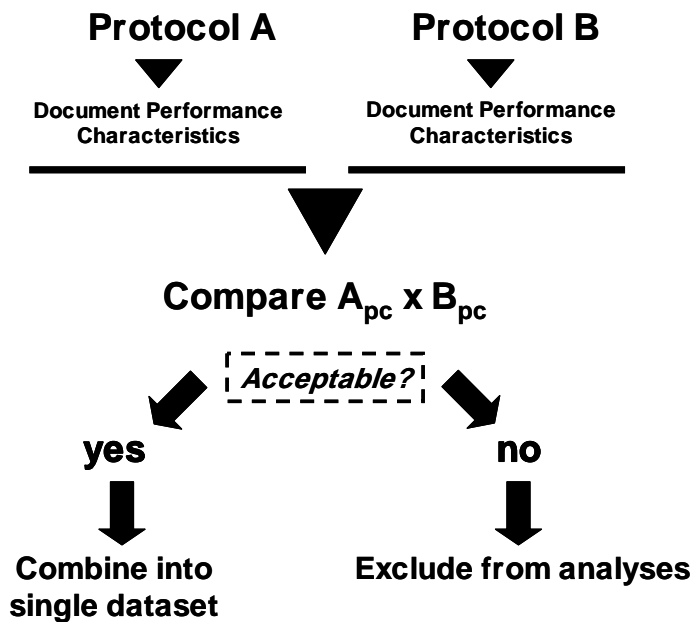 Protocol A
Protocol B
Document Performance
Characteristics
Document Performance
Characteristics
Compare Apc x Bpc
Acceptable?
yes
no
Combine into
single dataset
Exclude from analyses